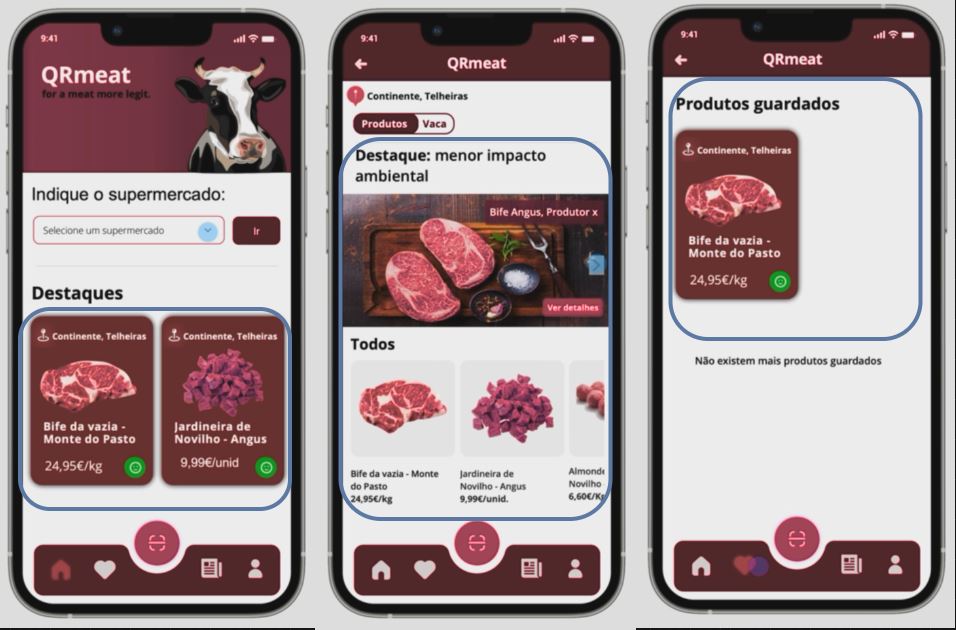 9:41
QRmeat
for a meat more legit.
Indique o supermercado:
Selecione um supermercado
Ir
Destaques
Continente, Telheiras
Bife da vazia -
Monte do Pasto
24,95€/kg
Continente, Telheiras
Jardineira de
Novilho - Angus
9,99€/unid
9:41
QRmeat
Continente, Telheiras
Produtos
Vaca
Destaque: menor impacto
ambiental
Bife Angus, Produtor x
Ver detalhes
Todos
Bife da vazia - Monte
do Pasto
24,95€/kg
Jardineira de
Novilho - Angus
9,99€/unid.
Almonde
Novilho
6,60€/Kg
9:41
QRmeat
Produtos guardados
Continente, Telheiras
Bife da vazia -
Monte do Pasto
24,95€/kg
Não existem mais produtos guardados